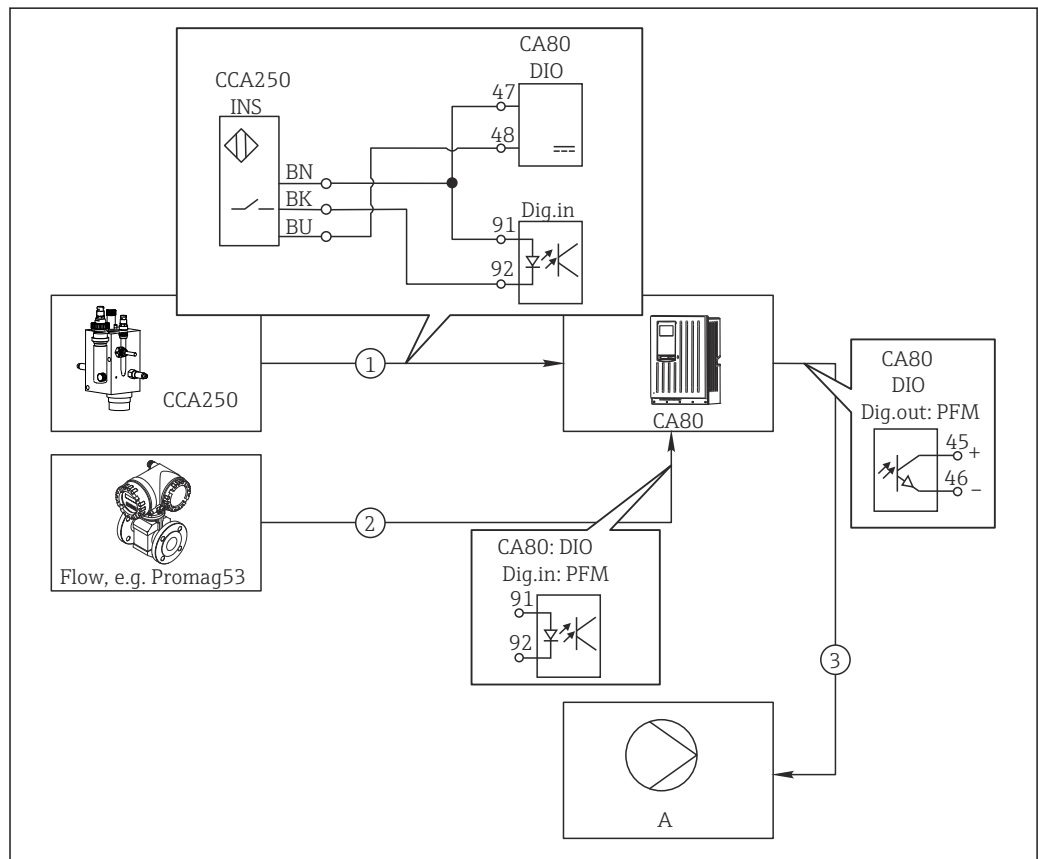 CA80
DIO
CCA250
INS
47
48
BN
BK
BU
Dig.in
91
92
1
CCA250
CA80
CA80
DIO
Dig.out: PFM
45 +
46 –
2
Flow, e.g. Promag53
CA80: DIO
Dig.in: PFM
91
92
3
A